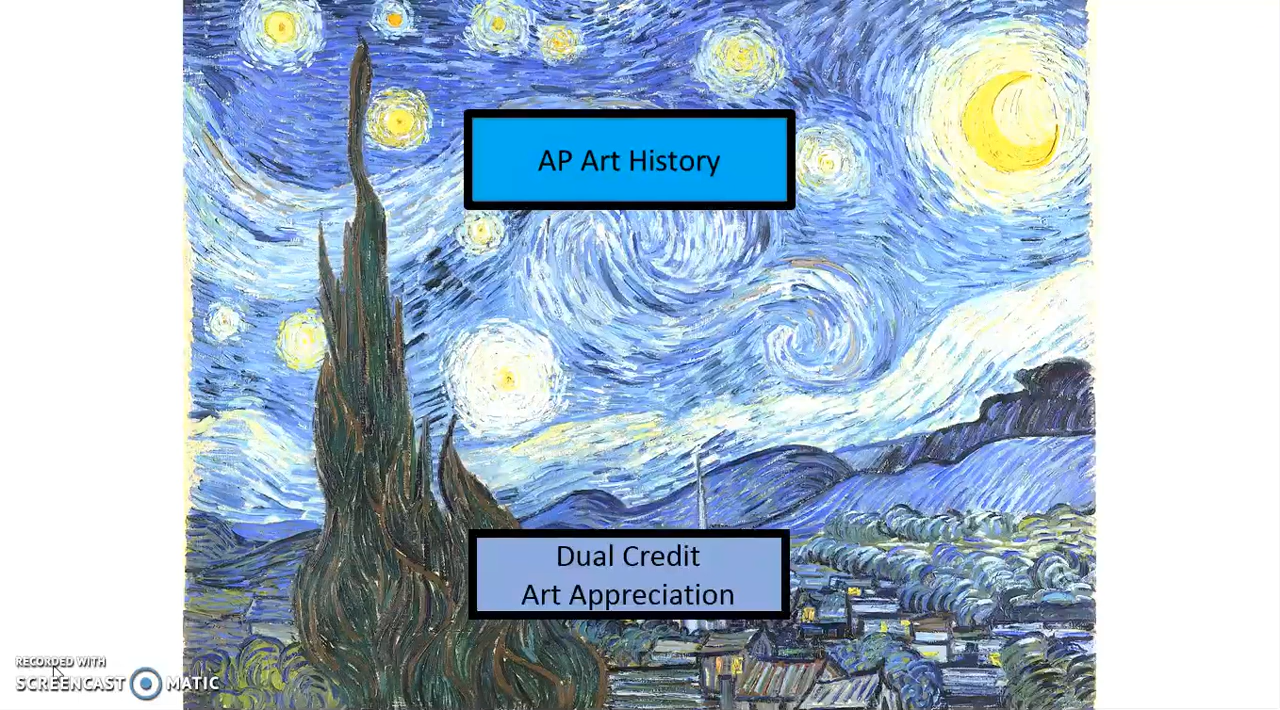 AP Art History
Dual Credit
Art Appreciation
RECORDED WITH
SCREENCAST MATIC